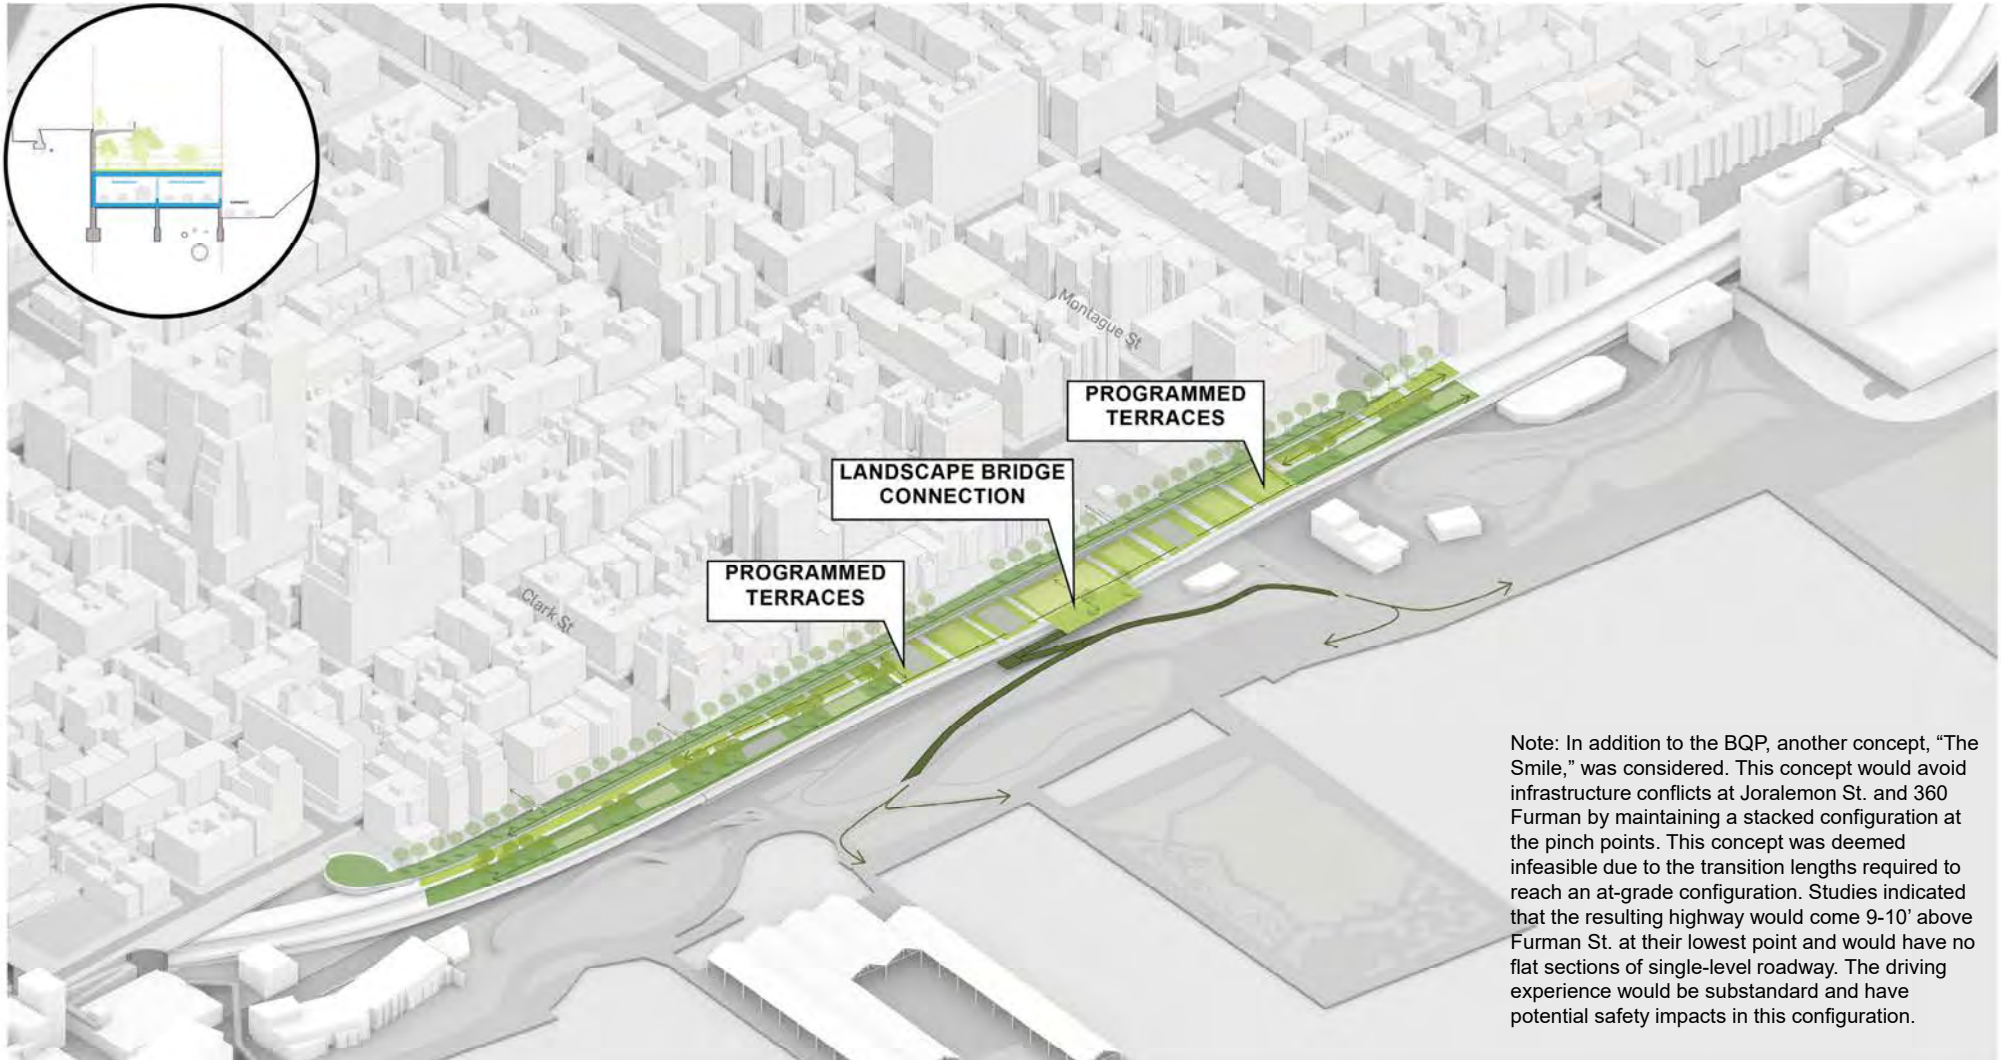 Montague St
PROGRAMMED
TERRACES
LANDSCAPE BRIDGE
CONNECTION
PROGRAMMED
TERRACES
Clark St
Note: In addition to the BQP, another concept, “The
Smile,” was considered. This concept would avoid
infrastructure conflicts at Joralemon St. and 360
Furman by maintaining a stacked configuration at
the pinch points. This concept was deemed
infeasible due to the transition lengths required to
reach an at-grade configuration. Studies indicated
that the resulting highway would come 9-10’ above
Furman St. at their lowest point and would have no
flat sections of single-level roadway. The driving
experience would be substandard and have
potential safety impacts in this configuration.